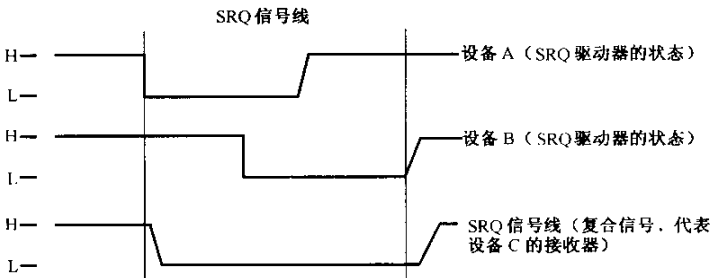 SRQ 信号线
H
设备 A（SRQ 驱动器的状态）
L
H
设备 B（SRQ 驱动器的状态）
L
H
SRQ 信号线（复合信号，代表
设备 C 的接收器）
L